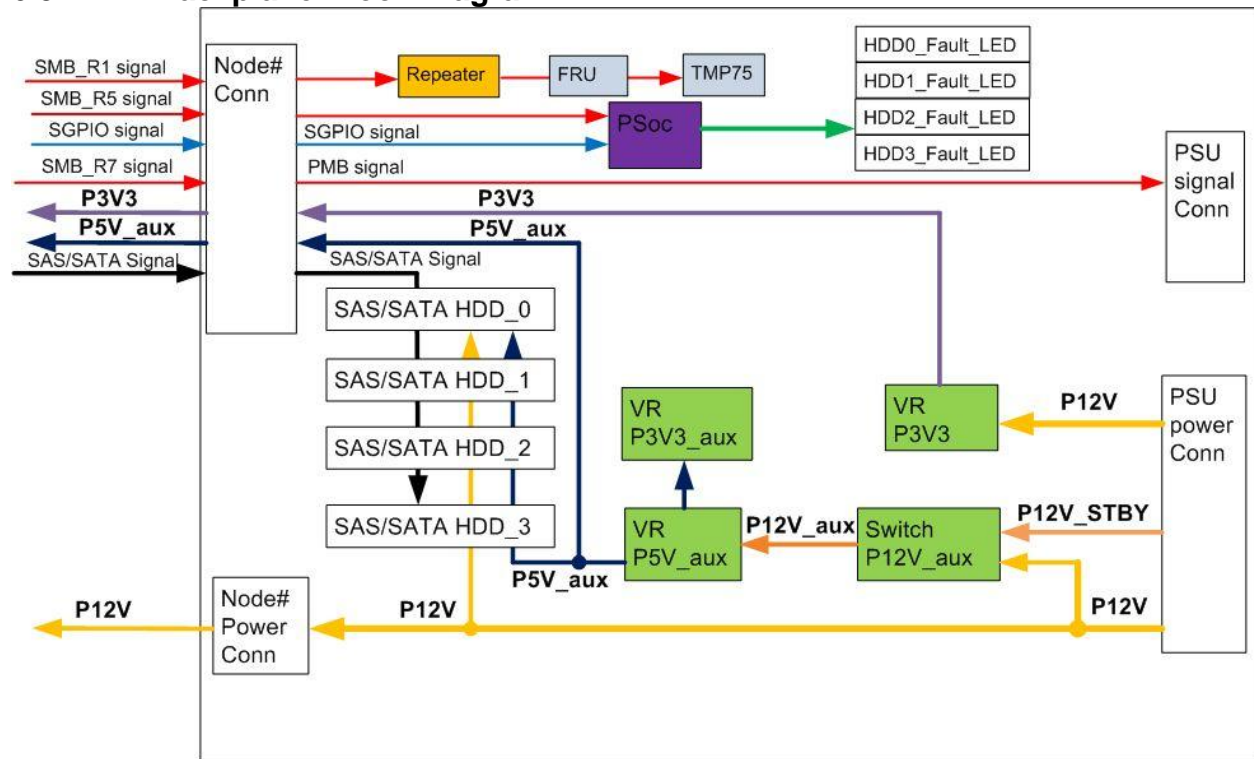 SMB_R1 signal
SMB_R5 signal
SGPIO signal
SMB_R7 signal
P3V3
P5V_aux
SAS/SATA Signal
Node#
Conn
Repeater
FRU
TMP75
SGPIO signal
PSoc
HDD0_Fault_LED
HDD1_Fault_LED
HDD2_Fault_LED
HDD3_Fault_LED
PMB signal
PSU
signal
Conn
P3V3
P5V_aux
SAS/SATA Signal
SAS/SATA HDD_0
SAS/SATA HDD_1
SAS/SATA HDD_2
SAS/SATA HDD_3
VR
P3V3_aux
VR
P3V3
P12V
PSU
power
Conn
VR
P5V_aux
P12V_aux
Switch
P12V_aux
P12V_STBY
P5V_aux
P12V
Node#
Power
Conn
P12V
P12V